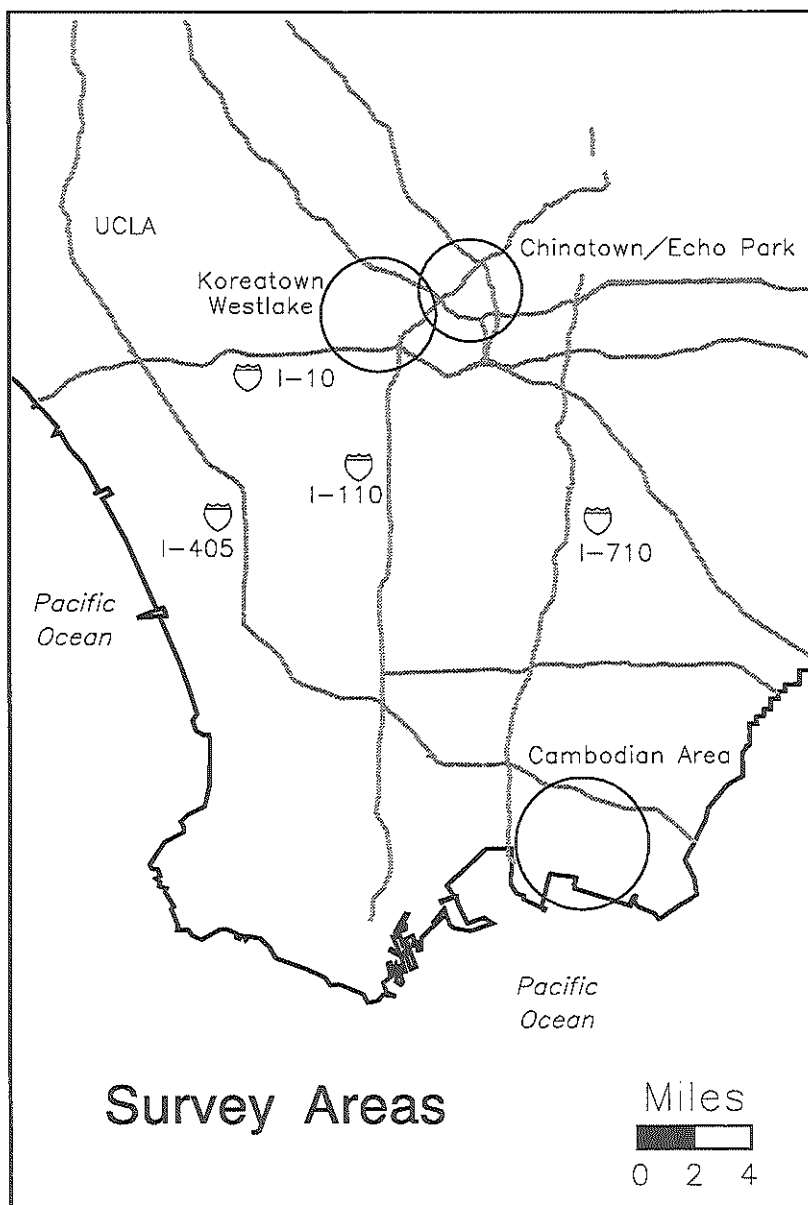 UCLA
Chinatown/Echo Park
Koreatown
Westlake
I-10
I-110
I-405
I-710
Pacific
Ocean
Cambodian Area
Pacific
Ocean
Survey Areas
Miles
0 2 4